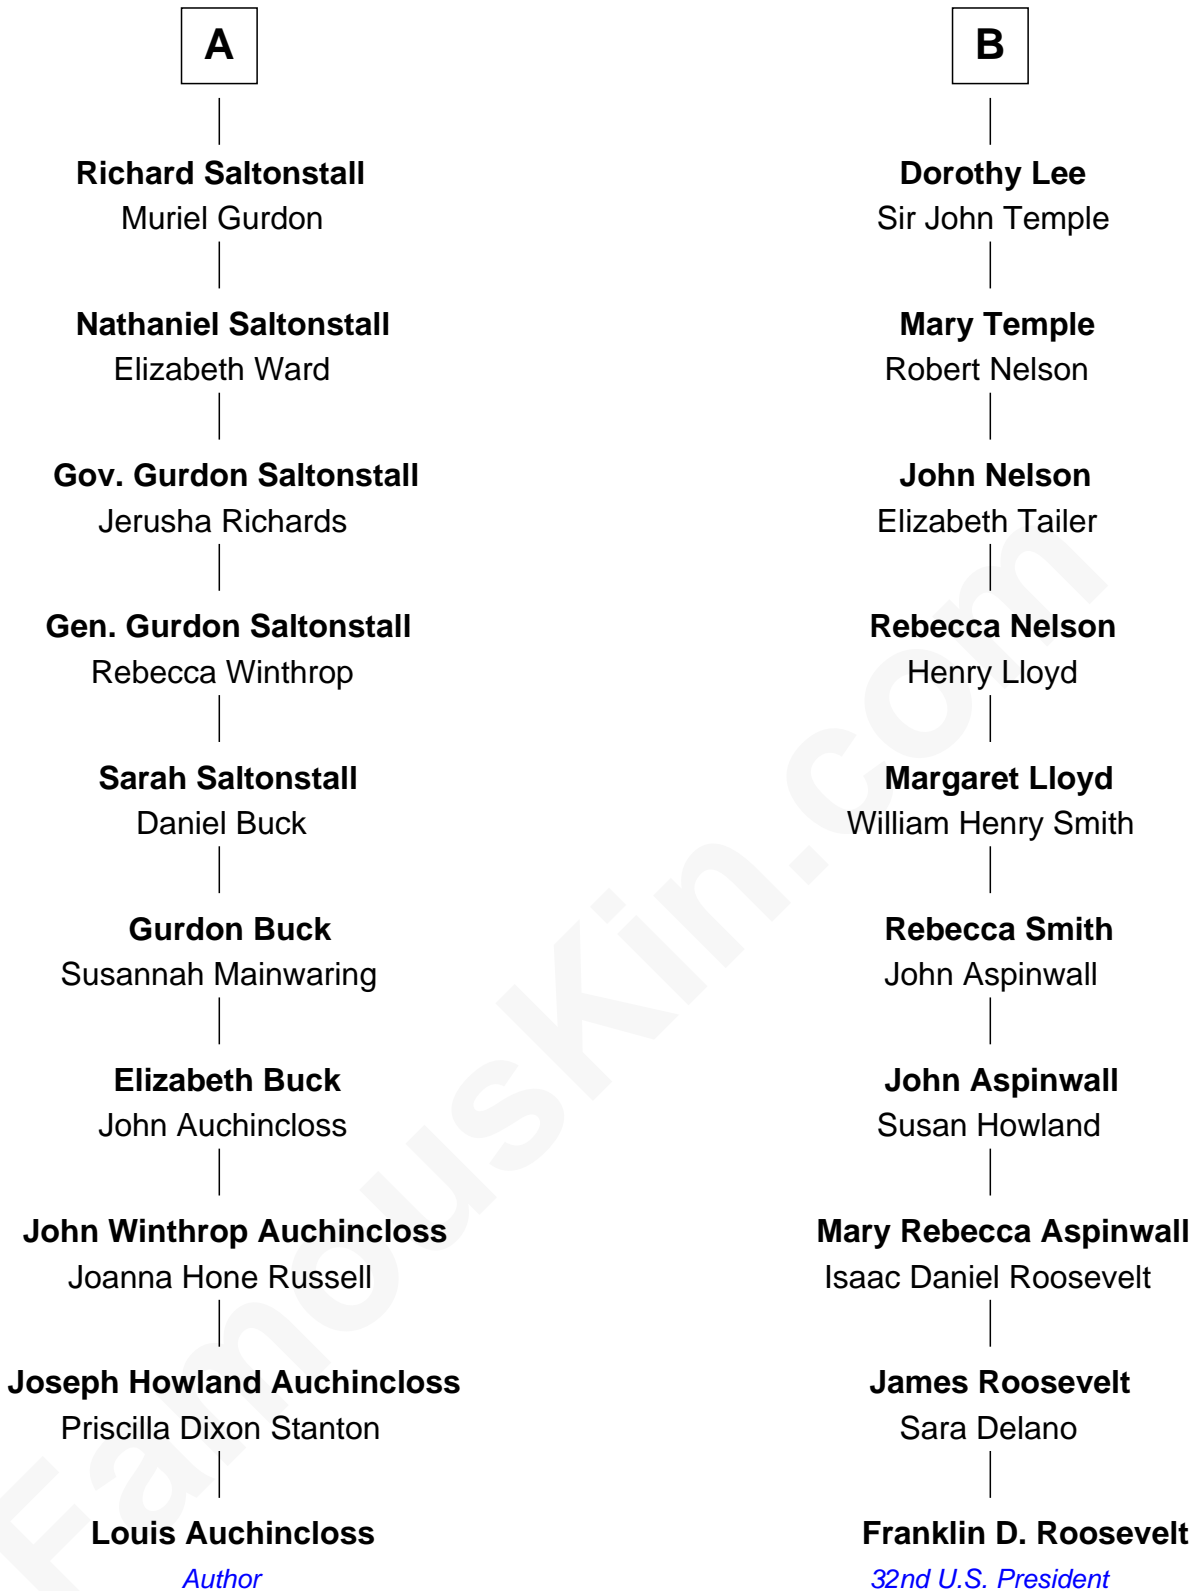 A
Richard Saltonstall
Muriel Gurdon
Nathaniel Saltonstall
Elizabeth Ward
Gov. Gurdon Saltonstall
Jerusha Richards
Gen. Gurdon Saltonstall
Rebecca Winthrop
Sarah Saltonstall
Daniel Buck
Gurdon Buck
Susannah Mainwaring
Elizabeth Buck
John Auchincloss
John Winthrop Auchincloss
Joanna Hone Russell
Joseph Howland Auchincloss
Priscilla Dixon Stanton
Louis Auchincloss
Author
B
Dorothy Lee
Sir John Temple
Mary Temple
Robert Nelson
John Nelson
Elizabeth Tailer
Rebecca Nelson
Henry Lloyd
Margaret Lloyd
William Henry Smith
Rebecca Smith
John Aspinwall
John Aspinwall
Susan Howland
Mary Rebecca Aspinwall
Isaac Daniel Roosevelt
James Roosevelt
Sara Delano
Franklin D. Roosevelt
32nd U.S. President
FamousKin.com